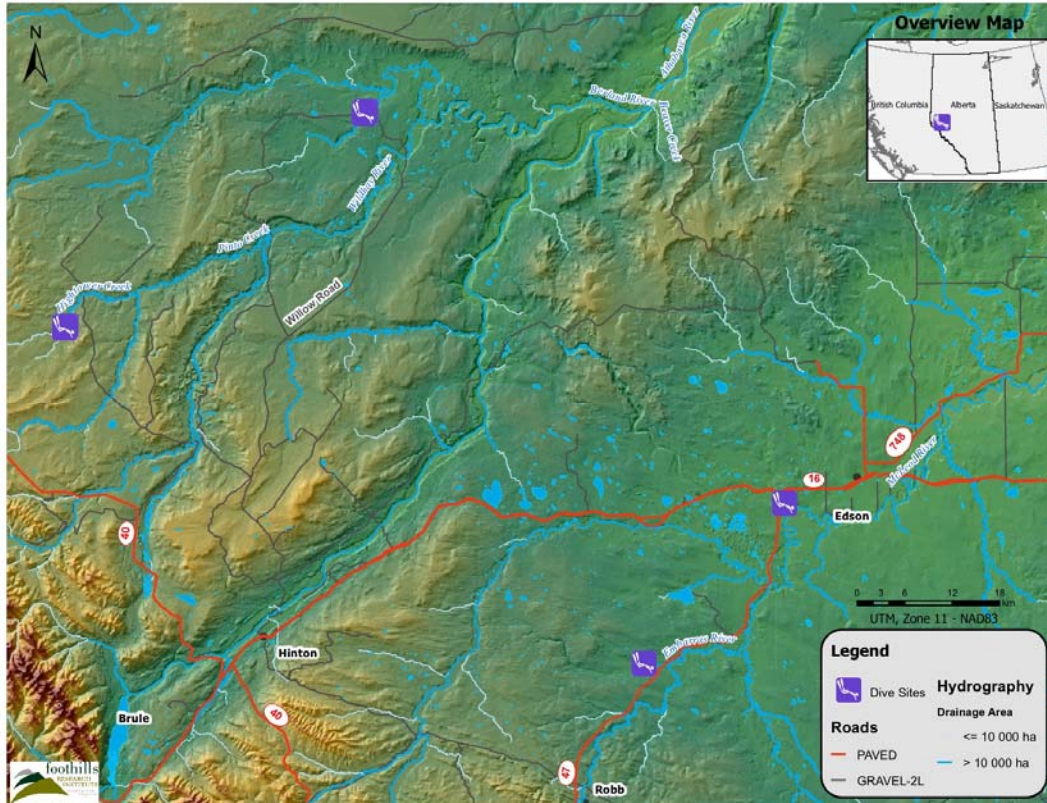 Overview Map
British Columbia
Alberta
Saskatchewan
N
Athabasca River
Berland River
Beaver Creek
Wildhay River
Pinto Creek
Hightower Creek
Willow Road
748
McLeod River
16
Edson
40
0 3 6 12 18
km
UTM, Zone 11 - NAD83
Hinton
Embarras River
Brule
40
47
Robb
Legend
Dive Sites
Roads
PAVED
GRAVEL-2L
Hydrography
Drainage Area
<= 10 000 ha
> 10 000 ha
foothills
RESEARCH
INSTITUTE